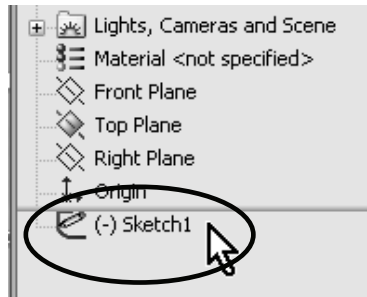 Lights, Cameras and Scene
Material <not specified>
Front Plane
Top Plane
Right Plane
Origin
(-) Sketch1